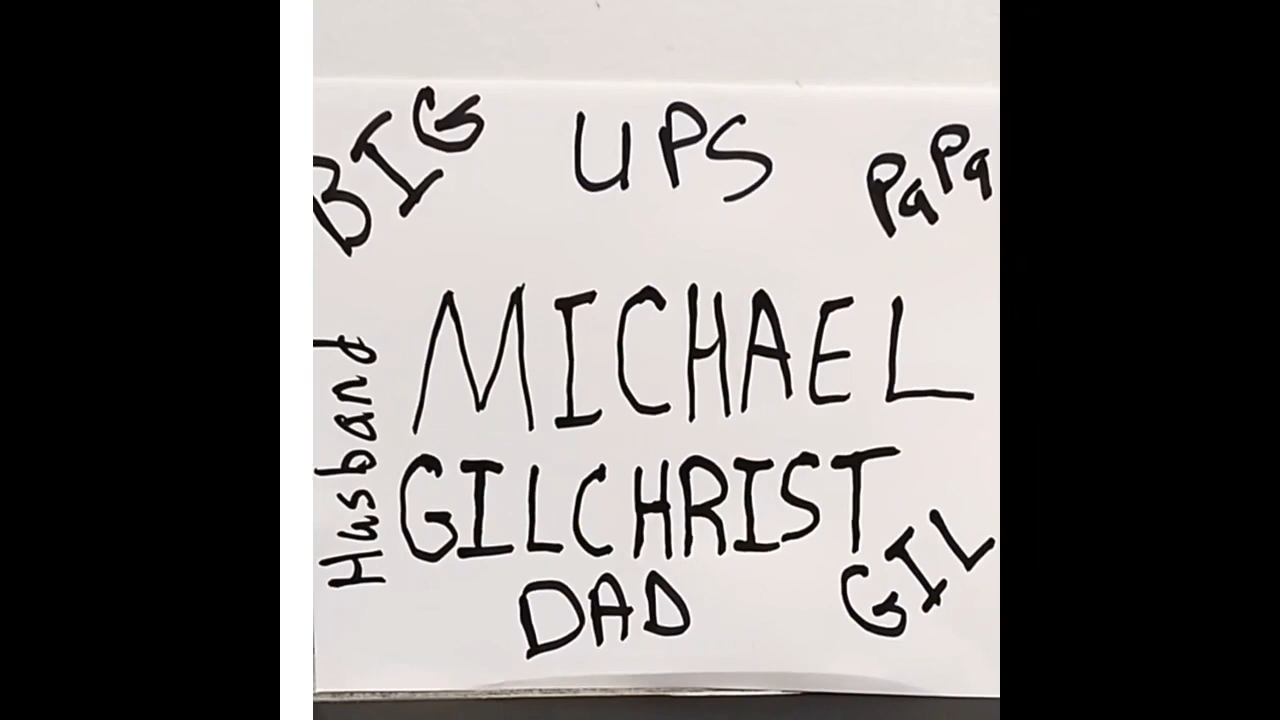 BIG UPS PaPa
MICHAEL
Husband
GILCHRIST
GIL
DAD